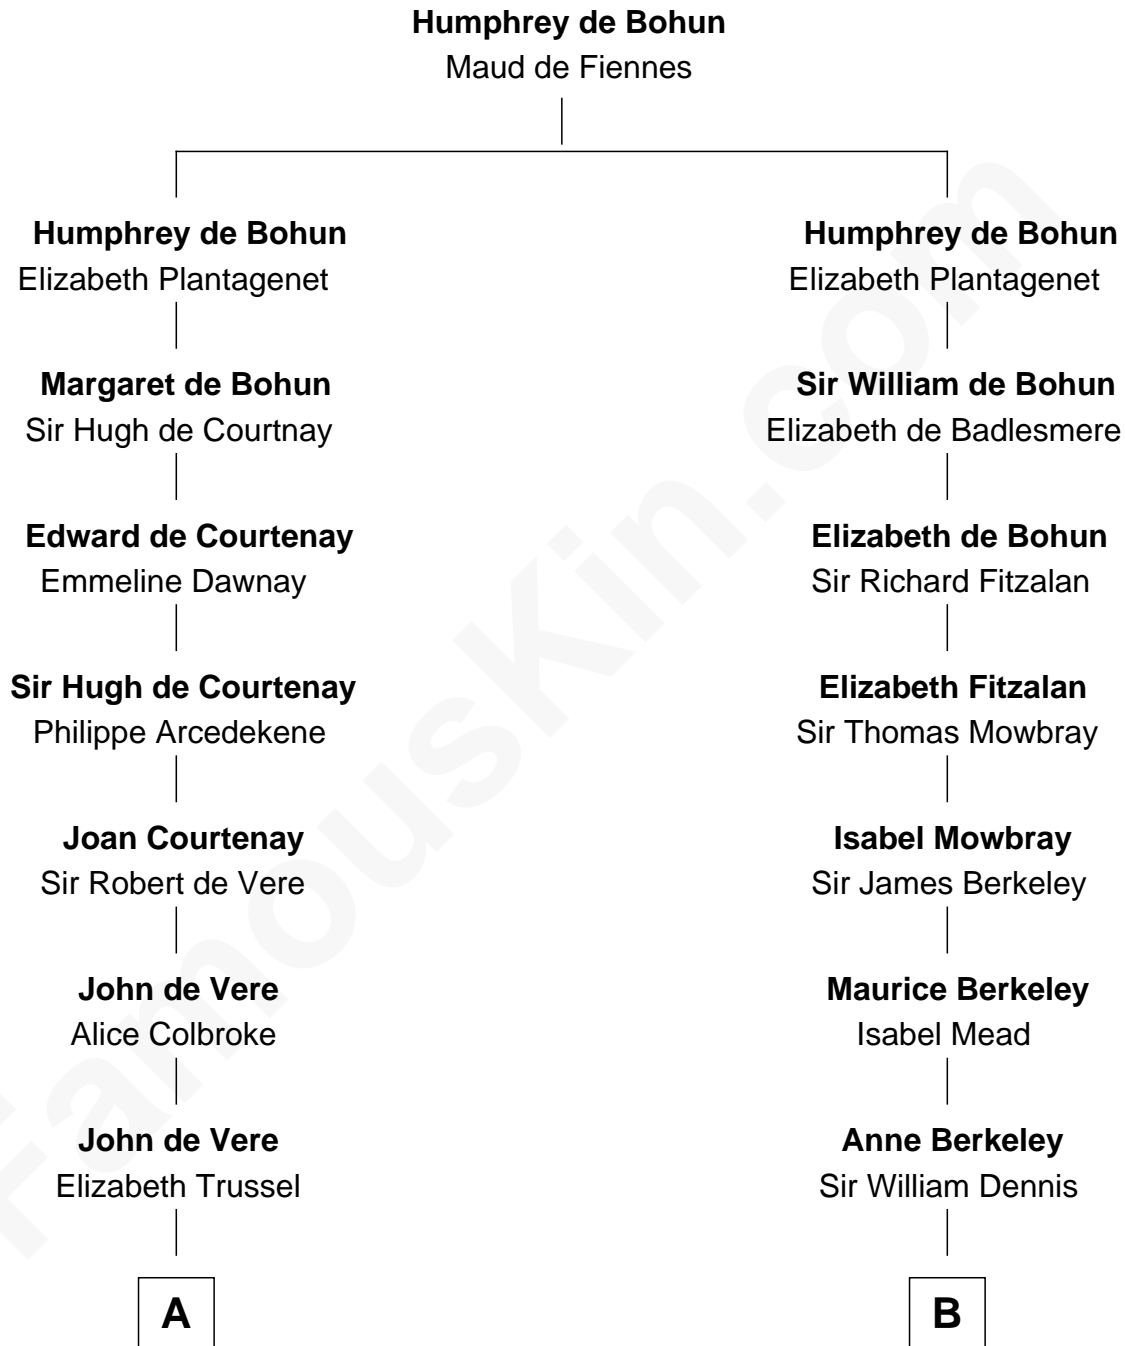 Humphrey de Bohun
Maud de Fiennes
Humphrey de Bohun
Elizabeth Plantagenet
Margaret de Bohun
Sir Hugh de Courtnay
Edward de Courtenay
Emmeline Dawnay
Sir Hugh de Courtenay
Philippe Arcedekene
Joan Courtenay
Sir Robert de Vere
John de Vere
Alice Colbroke
John de Vere
Elizabeth Trussel
A
Humphrey de Bohun
Elizabeth Plantagenet
Sir William de Bohun
Elizabeth de Badlesmere
Elizabeth de Bohun
Sir Richard Fitzalan
Elizabeth Fitzalan
Sir Thomas Mowbray
Isabel Mowbray
Sir James Berkeley
Maurice Berkeley
Isabel Mead
Anne Berkeley
Sir William Dennis
B
FamousKin.com